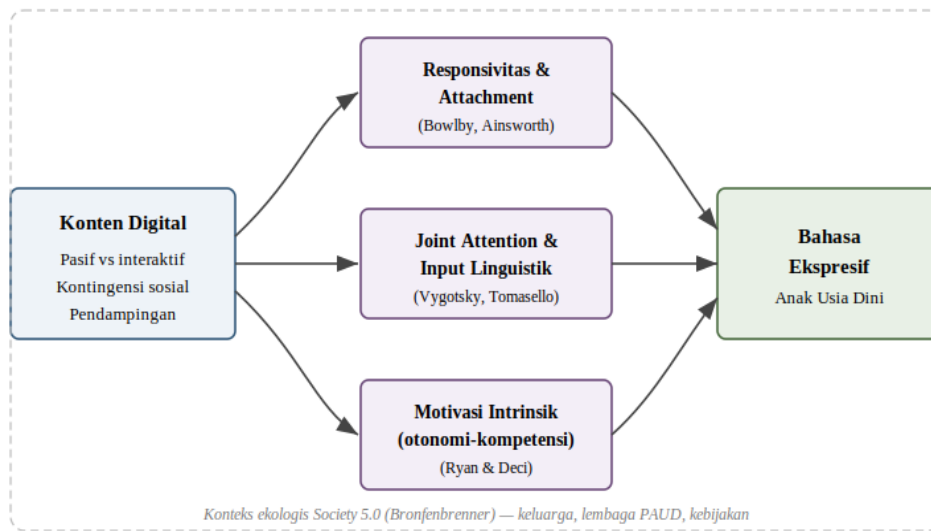 Responsivitas &
Attachment
(Bowlby, Ainsworth)
Konten Digital
Pasif vs interaktif
Kontingensi sosial
Pendampingan
Joint Attention &
Input Linguistik
(Vygotsky, Tomasello)
Bahasa
Ekspresif
Anak Usia Dini
Motivasi Intrinsik
(otonomi-kompetensi)
(Ryan & Deci)
Konteks ekologis Society 5.0 (Bronfenbrenner) — keluarga, lembaga PAUD, kebijakan